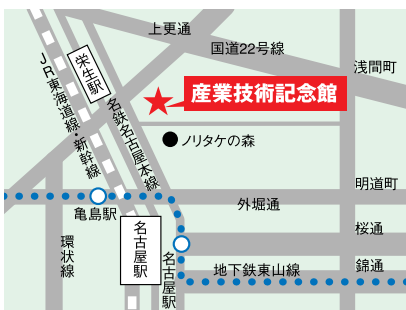 上更通
国道22号線
浅間町
栄生駅
JR東海道線・新幹線
産業技術記念館
名鉄名古屋本線
ノリタケの森
明道町
外堀通
亀島駅
桜通
環状線
名古屋駅
名古屋駅
地下鉄東山線
錦通